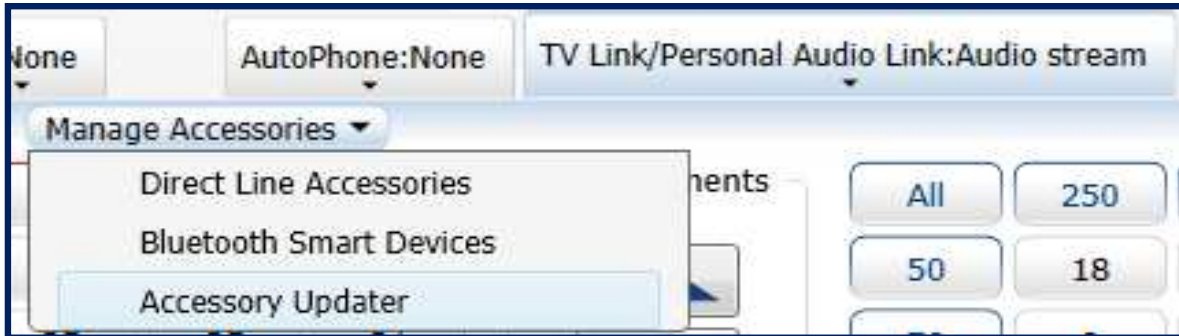 None
AutoPhone:None
TV Link/Personal Audio Link:Audio stream
Manage Accessories
Direct Line Accessories
Bluetooth Smart Devices
Accessory Updater
ments
All
250
50
18